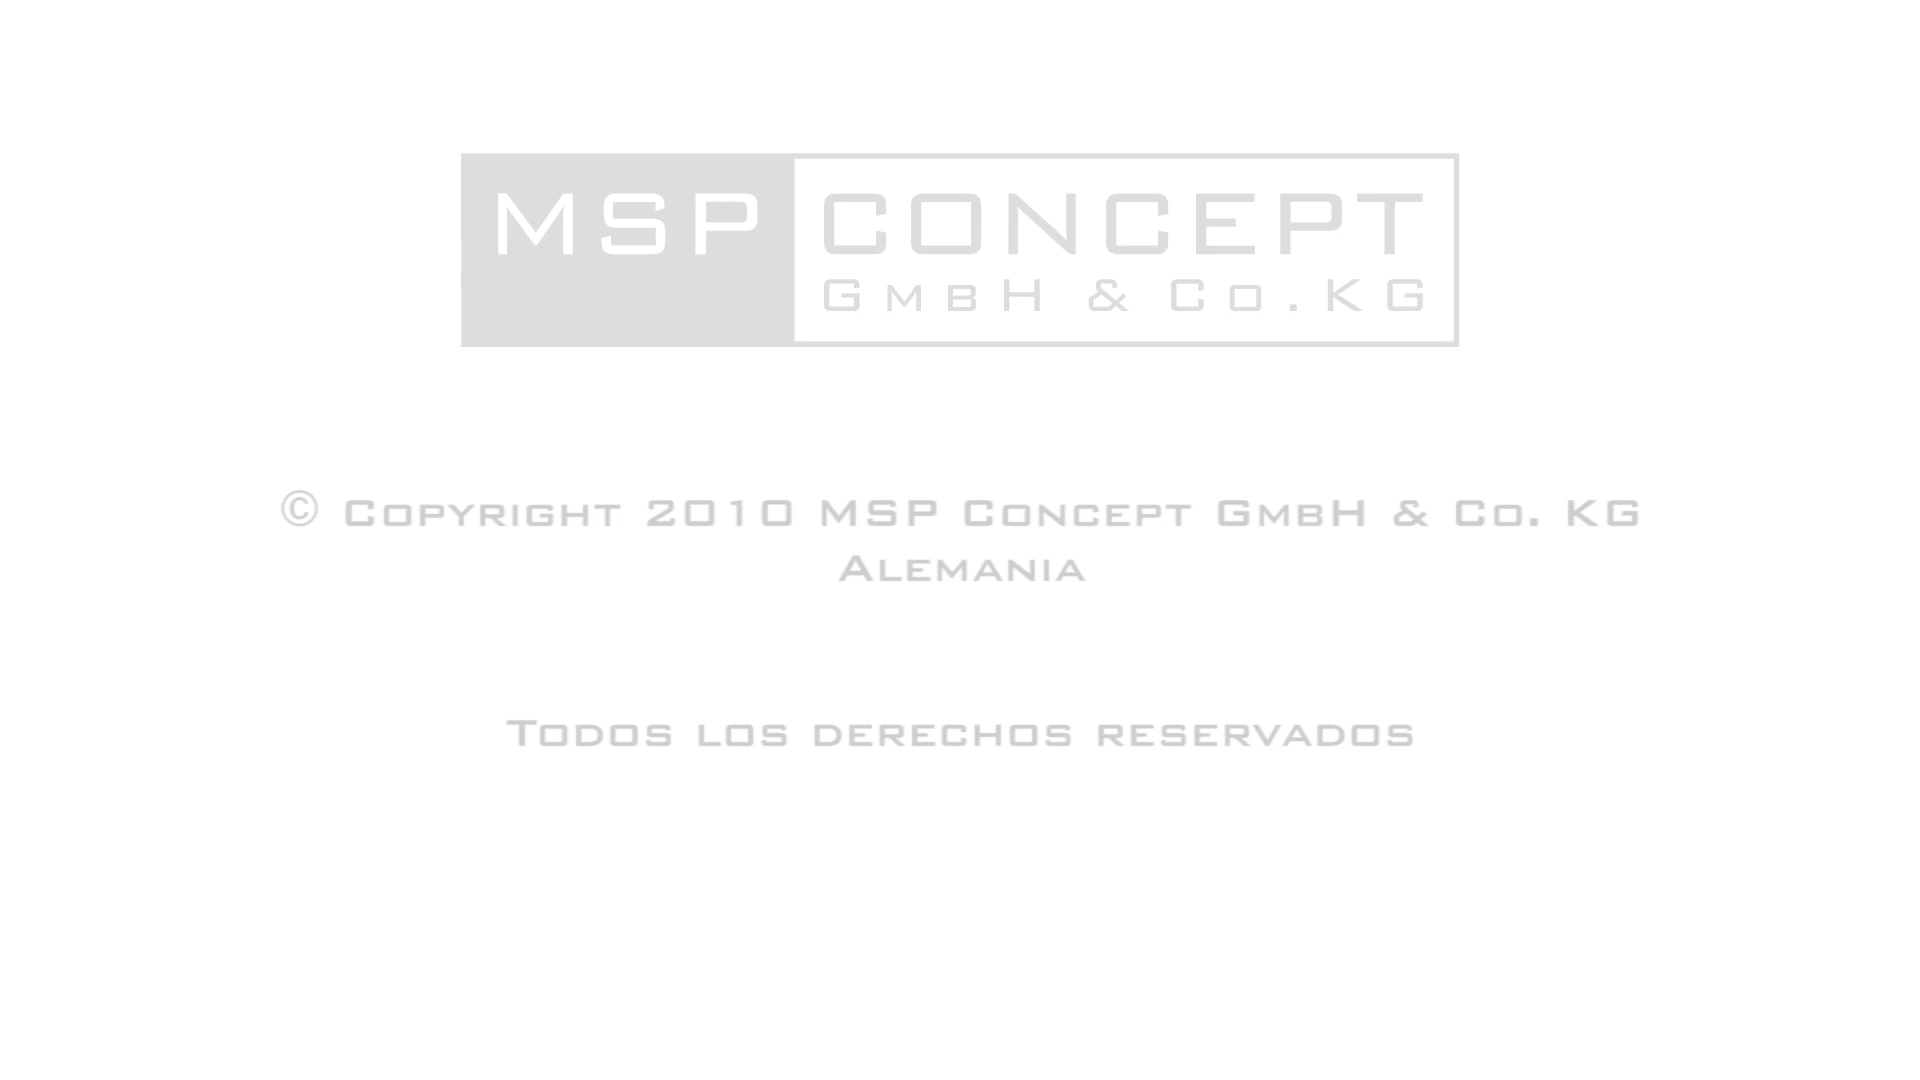 MSP CONCEPT
GmbH & Co. KG
© Copyright 2010 MSP Concept GmbH & Co. KG
Alemania
Todos los derechos reservados